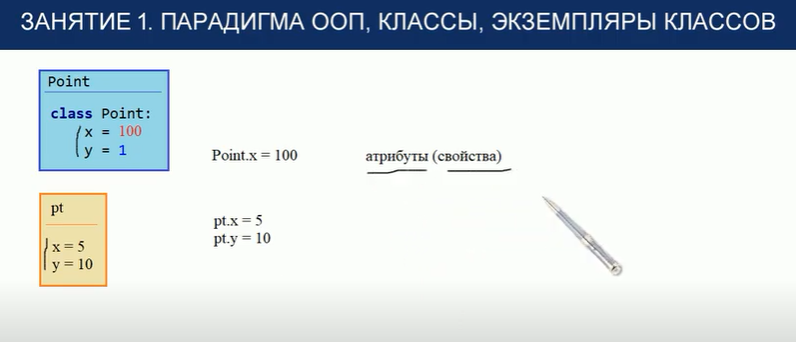 ЗАНЯТИЕ 1. ПАРАДИГМА ООП, КЛАССЫ, ЭКЗЕМПЛЯРЫ КЛАССОВ
Point
class Point:
x = 100
y = 1
Point.x = 100
атрибуты (свойства)
pt
x = 5
y = 10
pt.x = 5
pt.y = 10